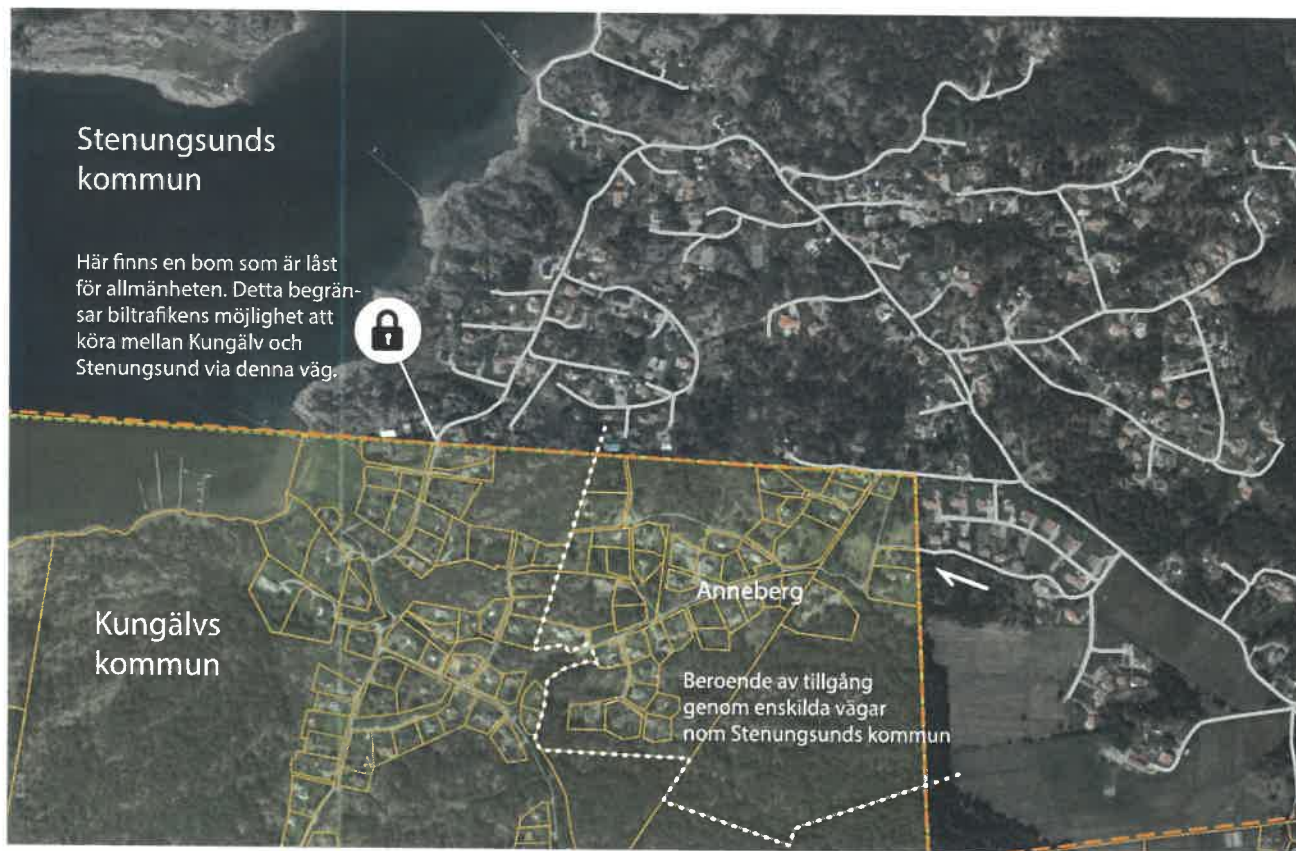 Stenungsunds
kommun
Här finns en bom som är låst
för allmänheten. Detta begrän-
sar biltrafikens möjlighet att
köra mellan Kungälv och
Stenungsund via denna väg.
Anneberg
Kungälvs
kommun
Beroende av tillgång
genom enskilda vägar
nom Stenungsunds kommun